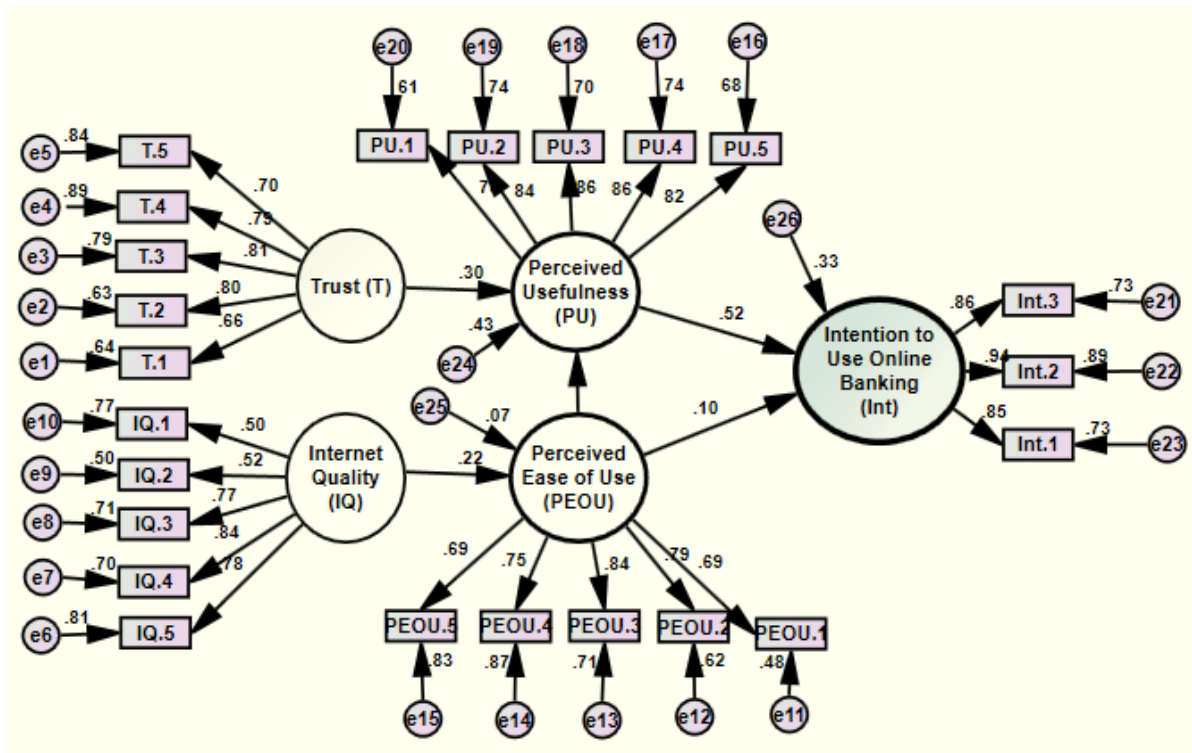 e20
e19
e18
e17
e16
.61
.74
.70
.74
.68
PU.1
PU.2
PU.3
PU.4
PU.5
.84
.86
.86
.82
e5
.84
T.5
.70
e4
.89
T.4
.79
e3
.79
T.3
.81
e2
.63
T.2
.80
e1
.64
T.1
.66
Trust (T)
.30
Perceived
Usefulness
(PU)
.43
e24
.52
e26
.33
Intention to
Use Online
Banking
(Int)
.86
Int.3
.73
e21
.94
Int.2
.89
e22
.85
Int.1
.73
e23
e25
.07
.10
e10
.77
IQ.1
.50
e9
.50
IQ.2
.52
e8
.71
IQ.3
.77
e7
.70
IQ.4
.84
e6
.81
IQ.5
.78
Internet
Quality
(IQ)
.22
Perceived
Ease of Use
(PEOU)
.69
.75
.84
.79
.69
PEOU.5
PEOU.4
PEOU.3
PEOU.2
PEOU.1
.83
.87
.71
.62
.48
e15
e14
e13
e12
e11